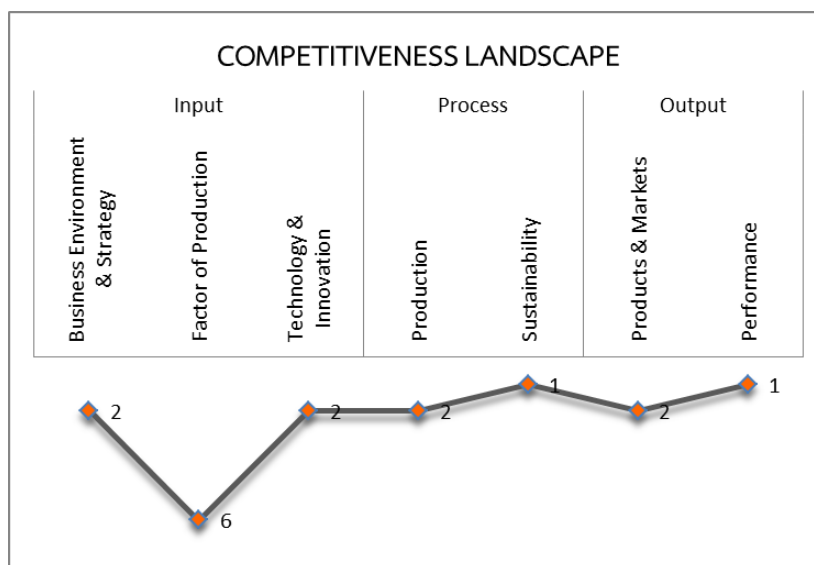 COMPETITIVENESS LANDSCAPE
Input
Process
Output
Business Environment
& Strategy
Factor of Production
Technology &
Innovation
Production
Sustainability
Products & Markets
Performance
2
6
2
2
1
2
1